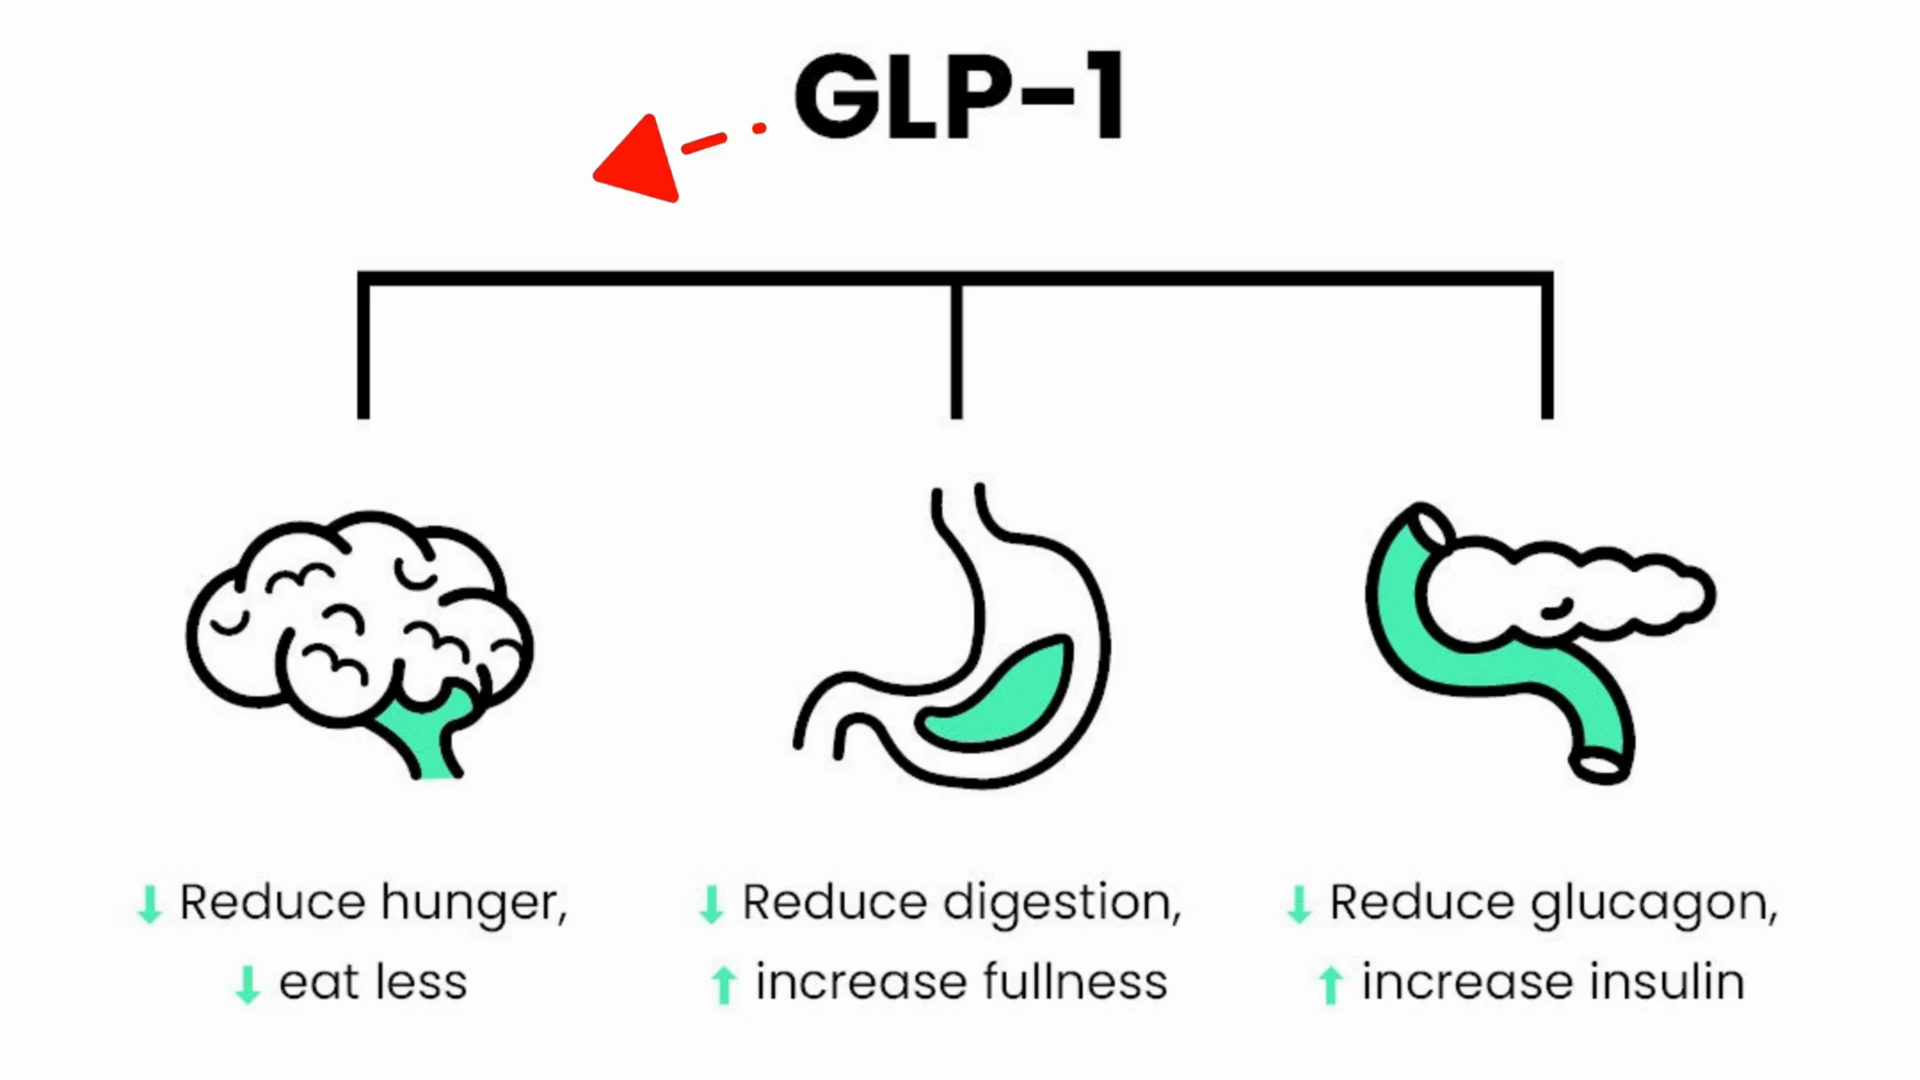 GLP-1
↓ Reduce hunger,
↓ eat less
↓ Reduce digestion,
↑ increase fullness
↓ Reduce glucagon,
↑ increase insulin